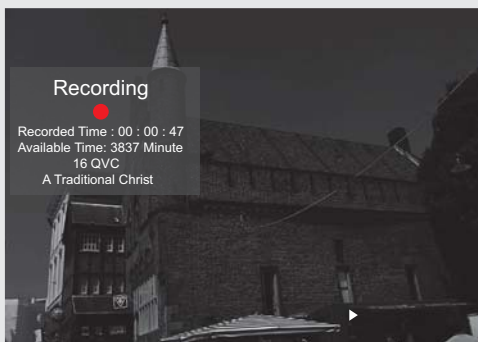 Recording
Recorded Time : 00 : 00 : 47
Available Time: 3837 Minute
16 QVC
A Traditional Christ